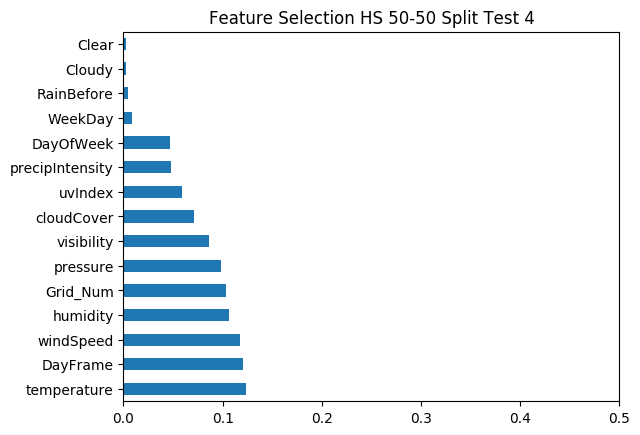 Feature Selection HS 50-50 Split Test 4
Clear
Cloudy
RainBefore
WeekDay
DayOfWeek
precipIntensity
uvIndex
cloudCover
visibility
pressure
Grid_Num
humidity
windSpeed
DayFrame
temperature
0.0 0.1 0.2 0.3 0.4 0.5